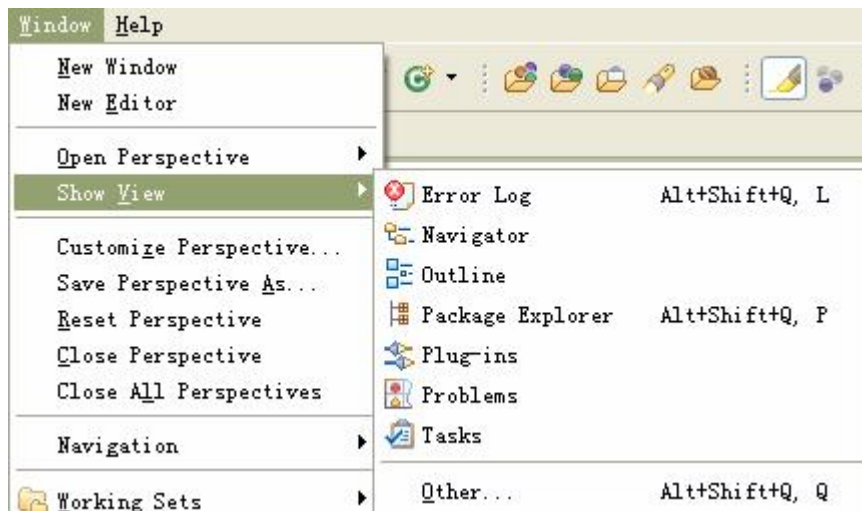 Window Help
New Window
New Editor
Open Perspective
Show View
Customize Perspective...
Save Perspective As...
Reset Perspective
Close Perspective
Close All Perspectives
Navigation
Working Sets
Error Log Alt+Shift+Q, L
Navigator
Outline
Package Explorer Alt+Shift+Q, P
Plug-ins
Problems
Tasks
Other... Alt+Shift+Q, Q